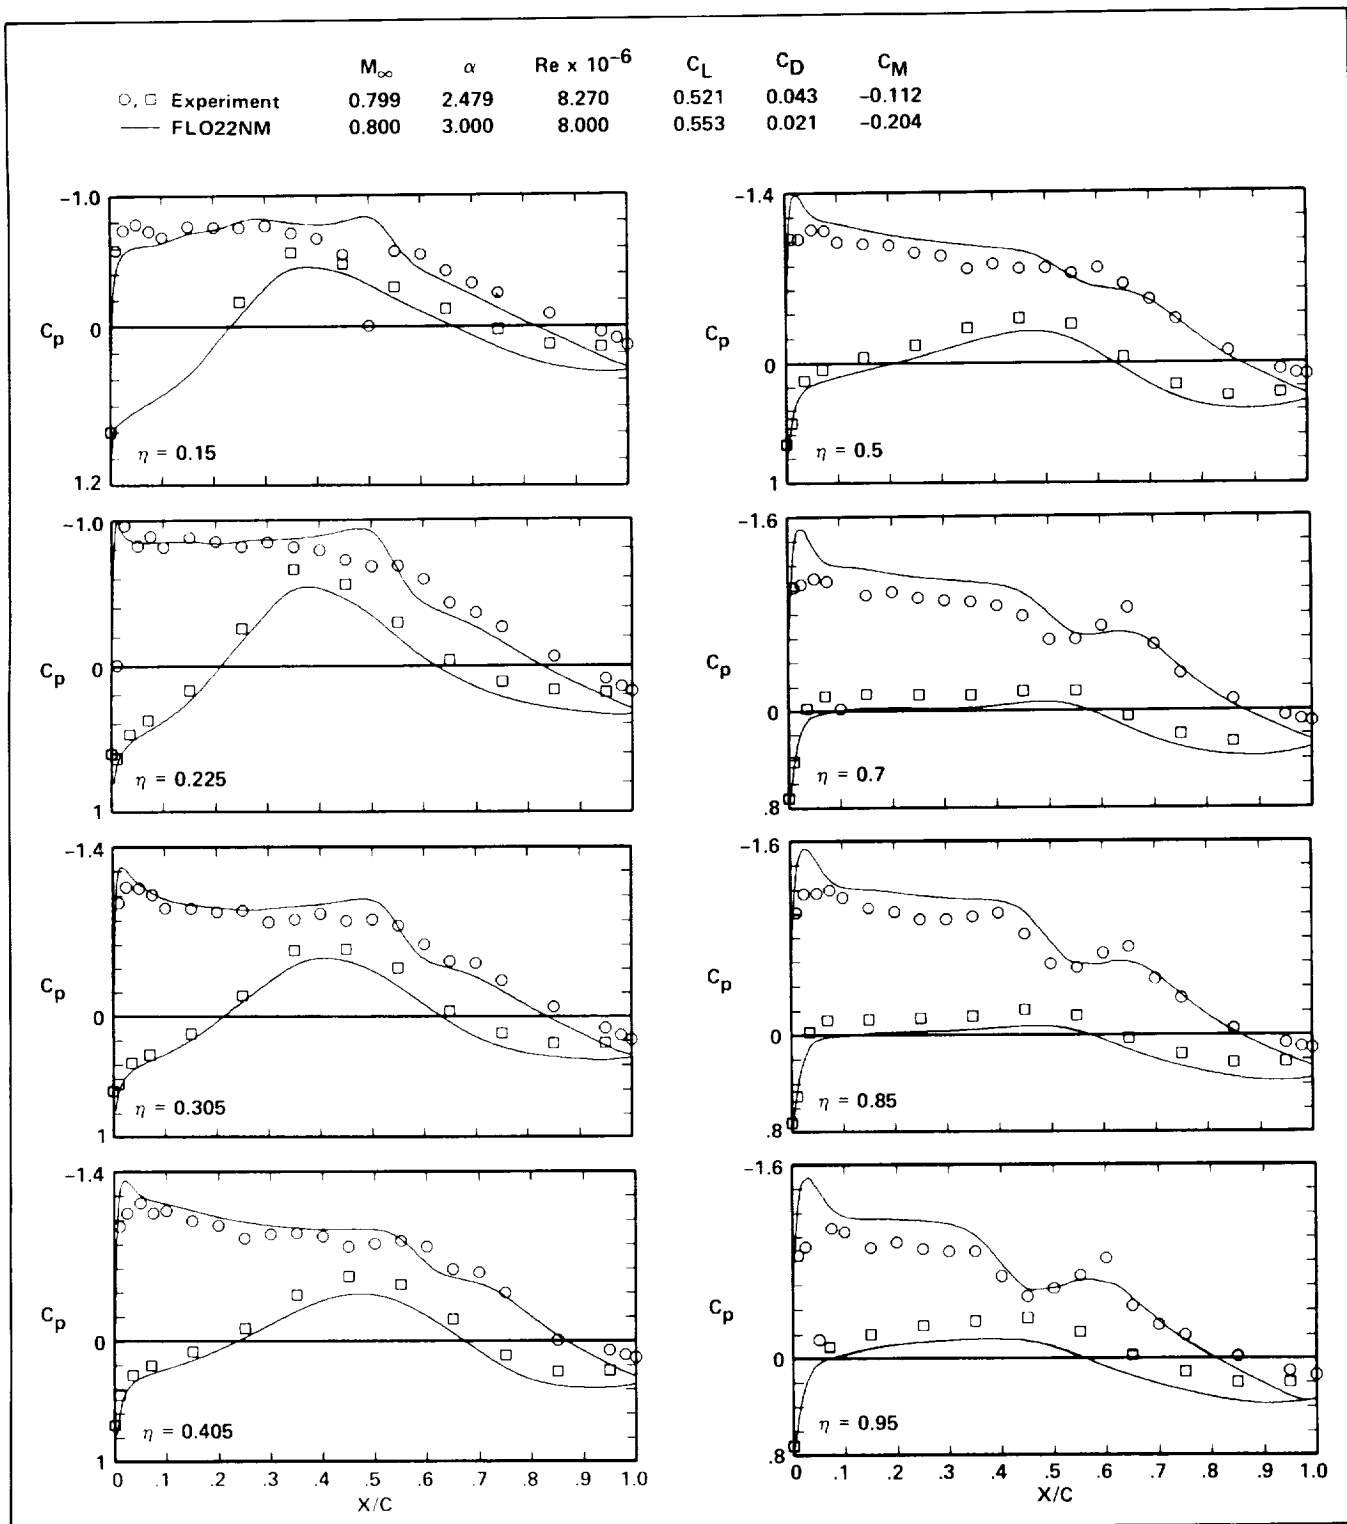 M∞ α Re x 10⁻⁶ C_L C_D C_M
○, □ Experiment 0.799 2.479 8.270 0.521 0.043 −0.112
— FLO22NM 0.800 3.000 8.000 0.553 0.021 −0.204
−1.0
C_p
0
η = 0.15
1.2
−1.0
C_p
0
η = 0.225
1
−1.4
C_p
0
η = 0.305
1
−1.4
C_p
0
η = 0.405
1
0 .1 .2 .3 .4 .5 .6 .7 .8 .9 1.0
X/C
−1.4
C_p
0
η = 0.5
1
−1.6
C_p
0
η = 0.7
.8
−1.6
C_p
0
η = 0.85
.8
−1.6
C_p
0
η = 0.95
.8
0 .1 .2 .3 .4 .5 .6 .7 .8 .9 1.0
X/C